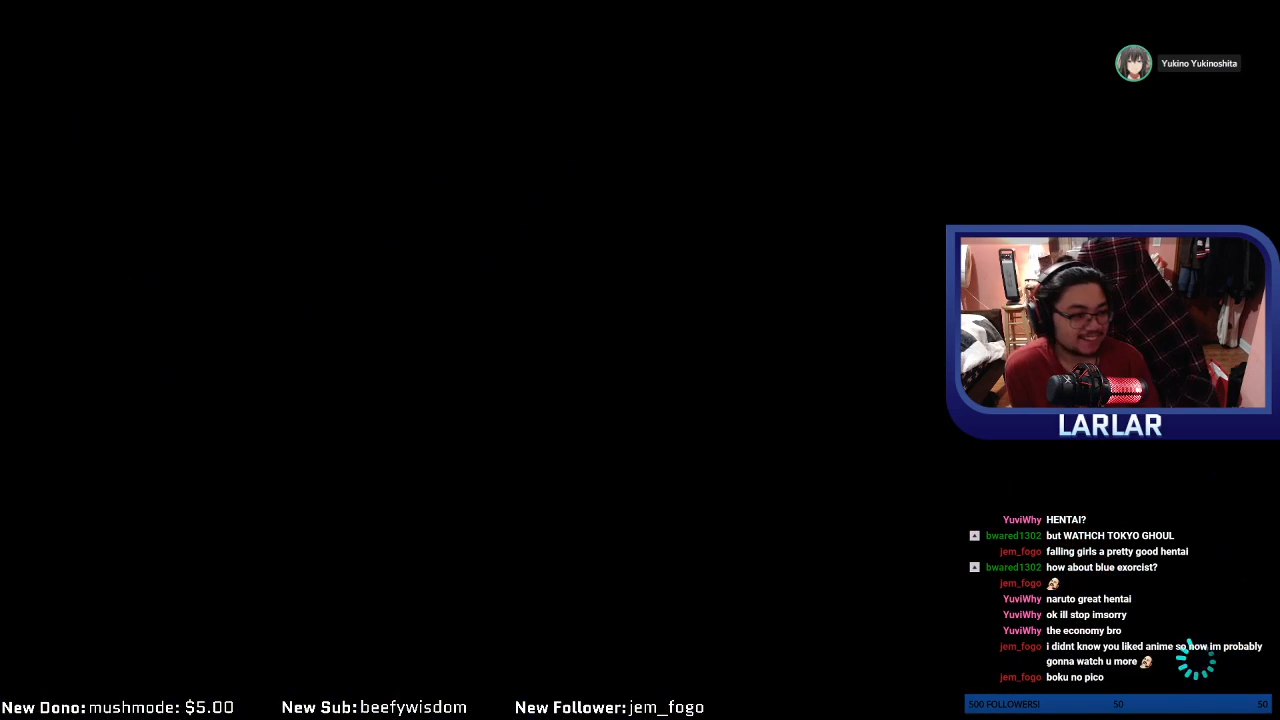 Yukino Yukinoshita
LARLAR
YuviWhy HENTAI?
bwared1302 but WATHCH TOKYO GHOUL
jem_fogo falling girls a pretty good hentai
bwared1302 how about blue exorcist?
jem_fogo
YuviWhy naruto great hentai
YuviWhy ok ill stop imsorry
YuviWhy the economy bro
jem_fogo i didnt know you liked anime so now im probably
gonna watch u more
jem_fogo boku no pico
500 FOLLOWERS! 50 50
New Dono: mushmode: $5.00 New Sub: beefywisdom New Follower: jem_fogo